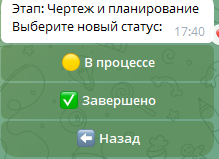 Этап: Чертеж и планирование
Выберите новый статус:
17:40
🟡 В процессе
✅ Завершено
⬅️ Назад